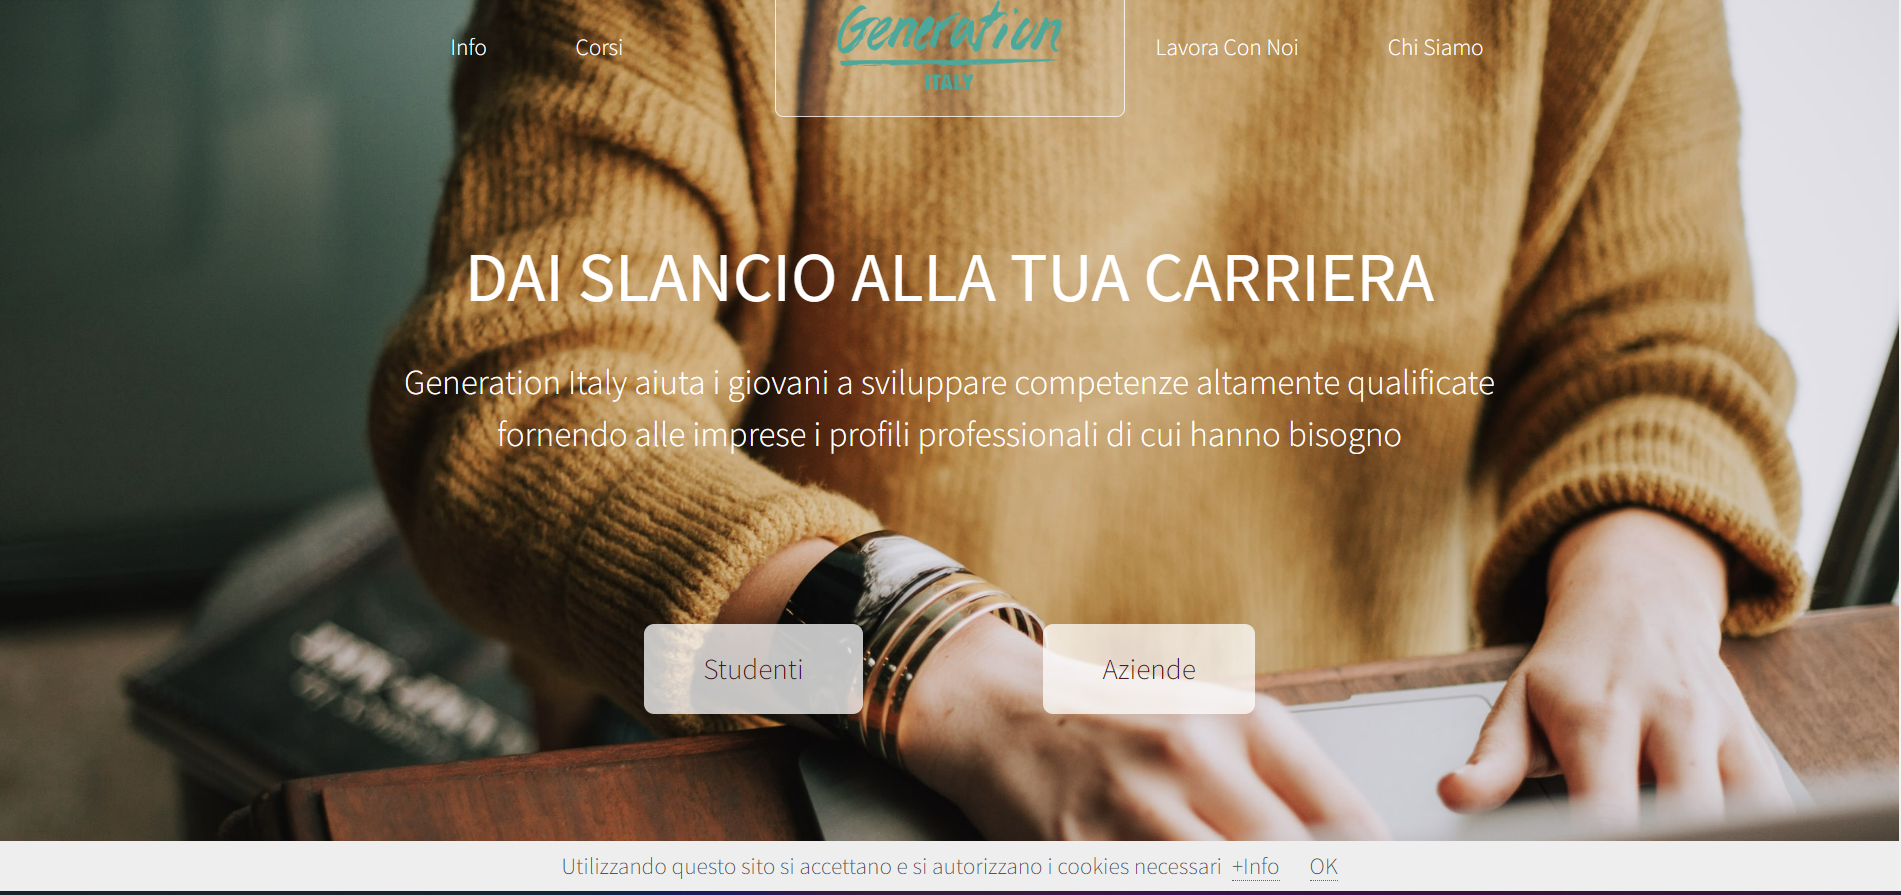 Info
Corsi
Generation
ITALY
Lavora Con Noi
Chi Siamo
DAI SLANCIO ALLA TUA CARRIERA
Generation Italy aiuta i giovani a sviluppare competenze altamente qualificate
fornendo alle imprese i profili professionali di cui hanno bisogno
Studenti
Aziende
Utilizzando questo sito si accettano e si autorizzano i cookies necessari +Info OK